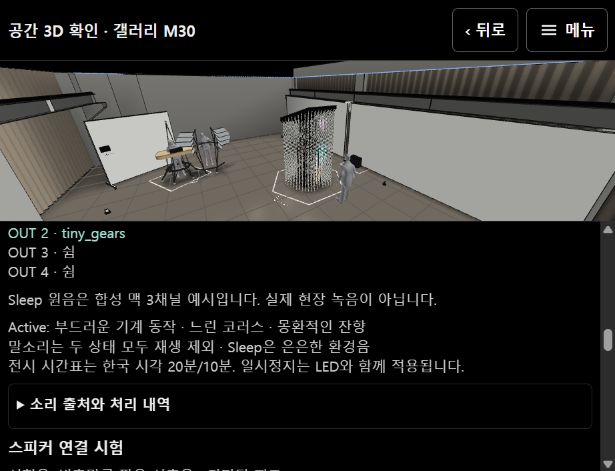 공간 3D 확인 · 갤러리 M30
‹ 뒤로
☰ 메뉴
OUT 2 · tiny_gears
OUT 3 · 쉼
OUT 4 · 쉼
Sleep 원음은 합성 맥 3채널 예시입니다. 실제 현장 녹음이 아닙니다.
Active: 부드러운 기계 동작 · 느린 코러스 · 몽환적인 잔향
말소리는 두 상태 모두 재생 제외 · Sleep은 은은한 환경음
전시 시간표는 한국 시각 20분/10분. 일시정지는 LED와 함께 적용됩니다.
▶ 소리 출처와 처리 내역
스피커 연결 시험